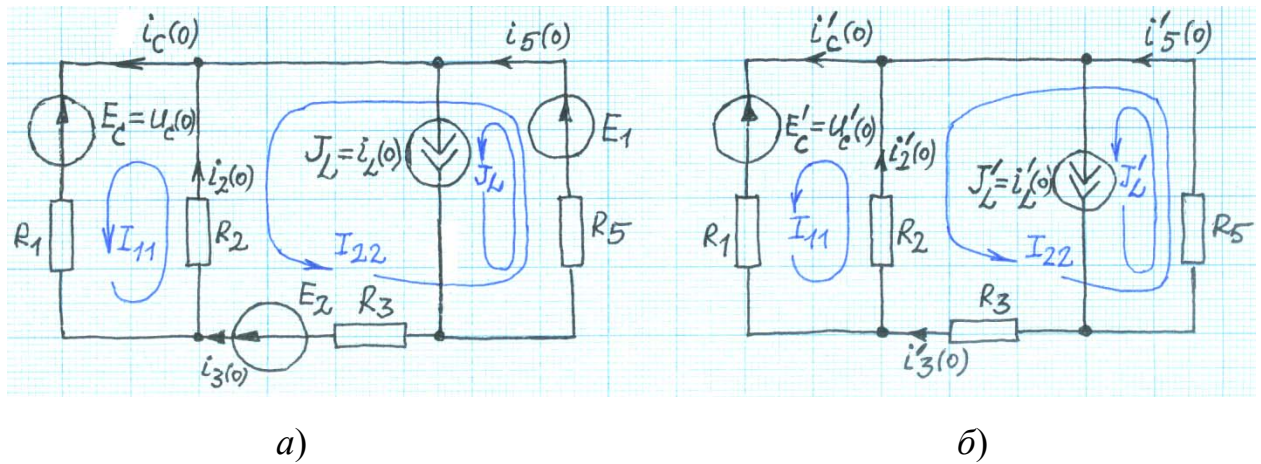 i_C(0)
i_5(0)
E_C=u_C(0)
J_L=i_L(0)
J_L
E_1
i_2(0)
R_1
I_11
R_2
I_22
R_5
E_2
R_3
i_3(0)
а)
i'_C(0)
i'_5(0)
E'_C=u'_C(0)
i'_2(0)
J'_L=i'_L(0)
J'_L
R_1
I_11
R_2
I_22
R_5
R_3
i'_3(0)
б)